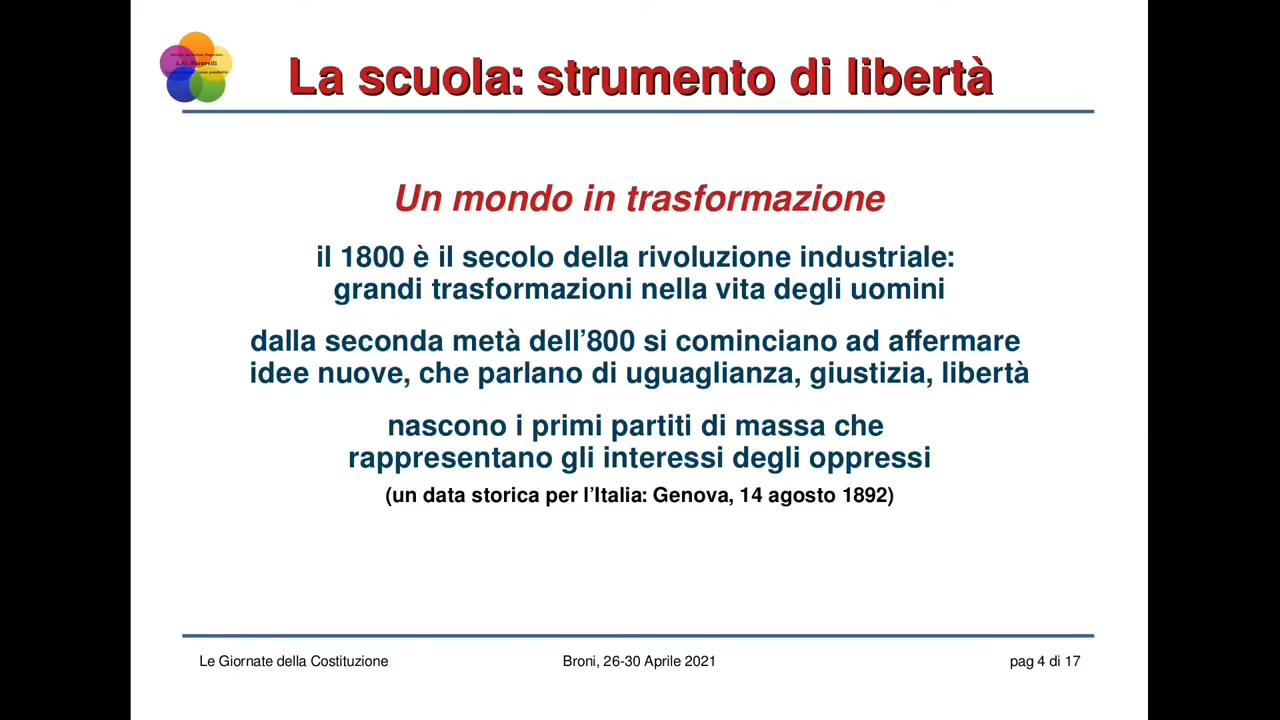 L.G. Faravelli
La scuola: strumento di libertà
Un mondo in trasformazione
il 1800 è il secolo della rivoluzione industriale:
grandi trasformazioni nella vita degli uomini
dalla seconda metà dell’800 si cominciano ad affermare
idee nuove, che parlano di uguaglianza, giustizia, libertà
nascono i primi partiti di massa che
rappresentano gli interessi degli oppressi
(un data storica per l’Italia: Genova, 14 agosto 1892)
Le Giornate della Costituzione
Broni, 26-30 Aprile 2021
pag 4 di 17